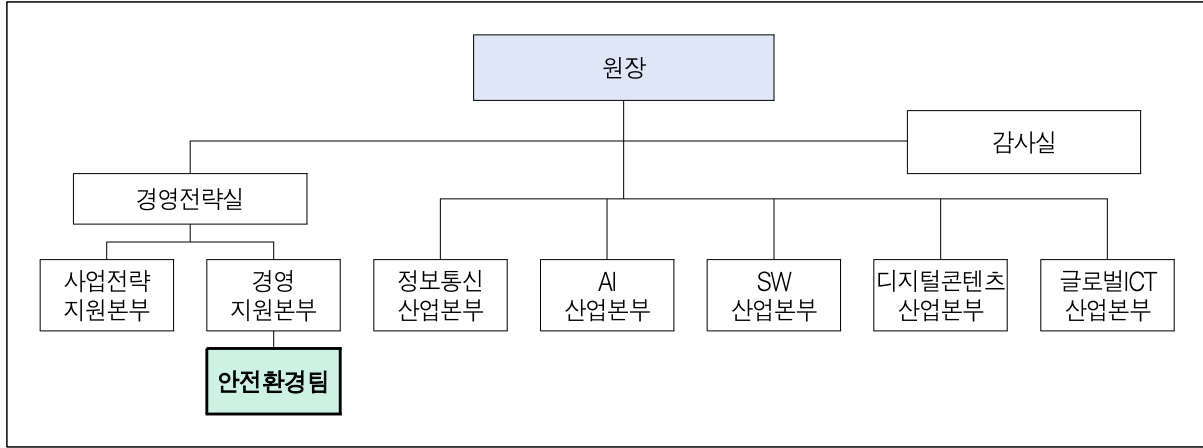 원장
감사실
경영전략실
사업전략
지원본부
경영
지원본부
정보통신
산업본부
AI
산업본부
SW
산업본부
디지털콘텐츠
산업본부
글로벌ICT
산업본부
안전환경팀